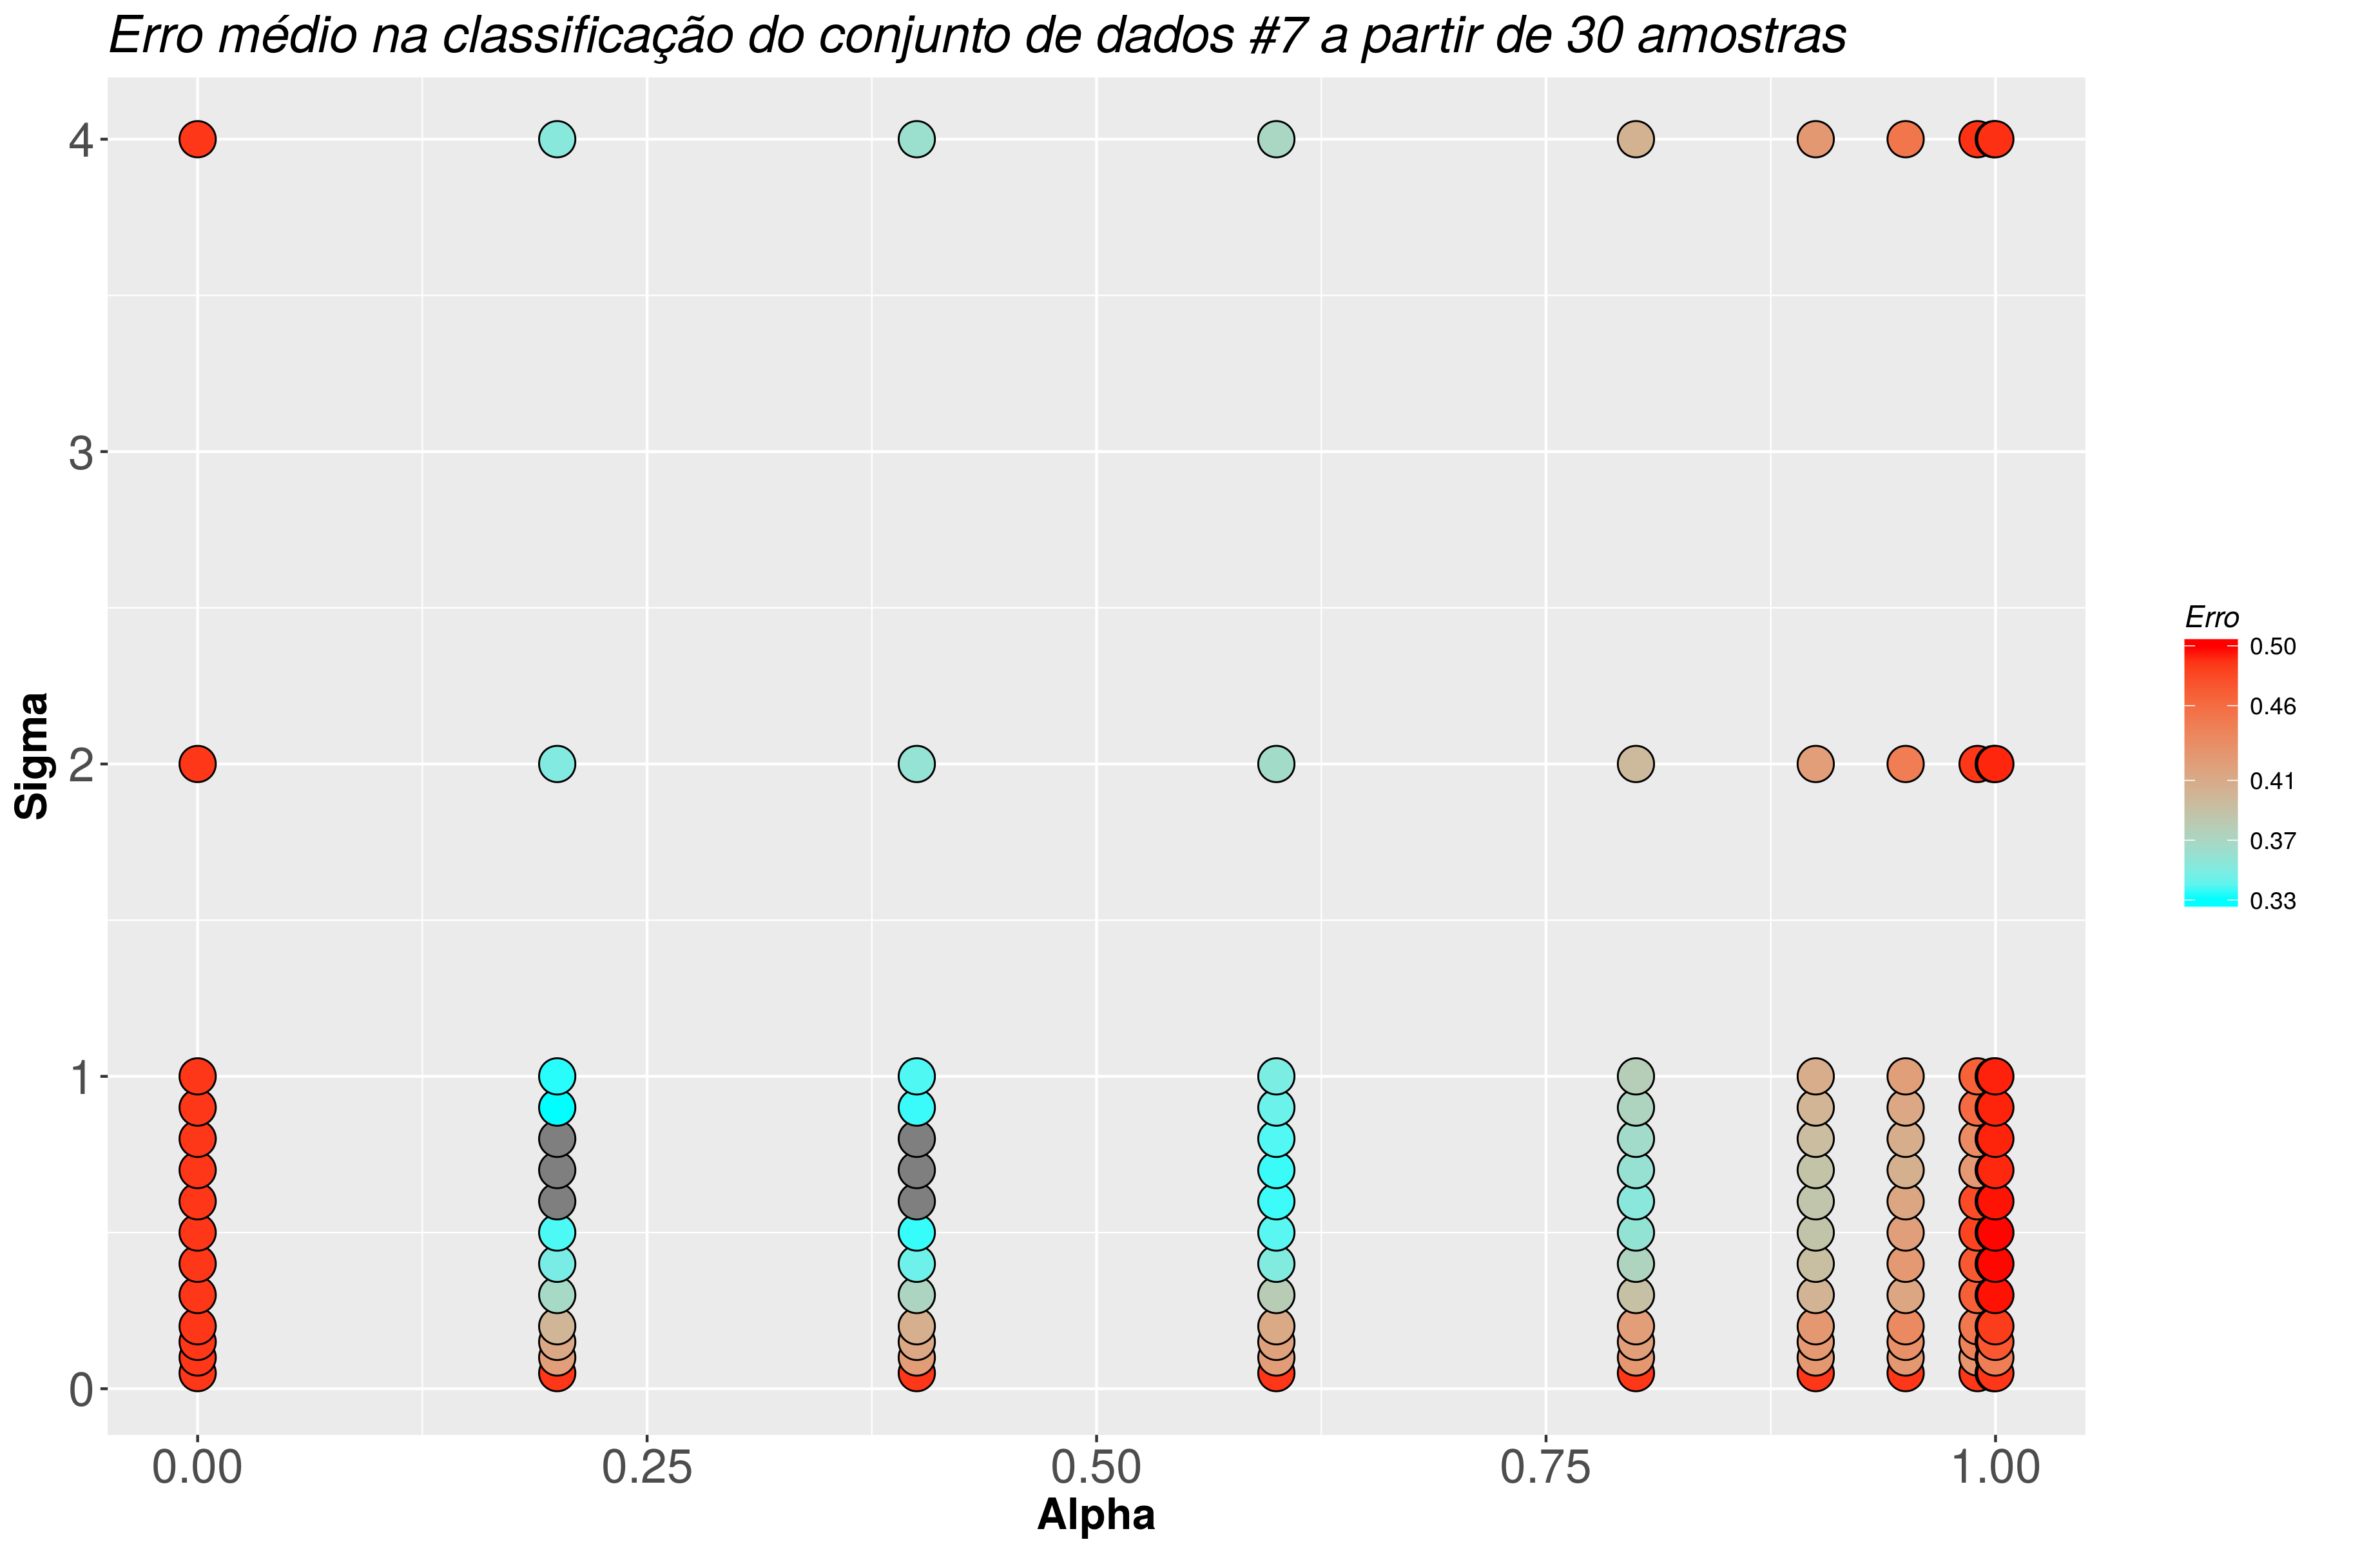 Erro médio na classificação do conjunto de dados #7 a partir de 30 amostras
4
3
2
1
0
Sigma
0.00 0.25 0.50 0.75 1.00
Alpha
Erro
0.50
0.46
0.41
0.37
0.33